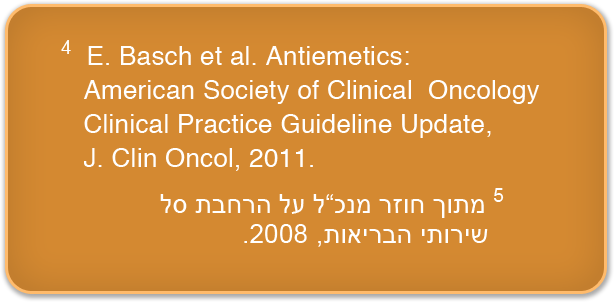 4 E. Basch et al. Antiemetics:
American Society of Clinical Oncology
Clinical Practice Guideline Update,
J. Clin Oncol, 2011.
5 מתוך חוזר מנכ“ל על הרחבת סל
שירותי הבריאות, 2008.